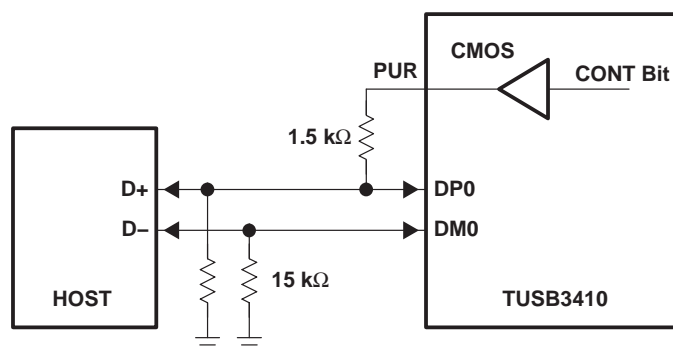 CMOS
PUR
CONT Bit
1.5 kΩ
D+
DP0
D–
DM0
15 kΩ
HOST
TUSB3410